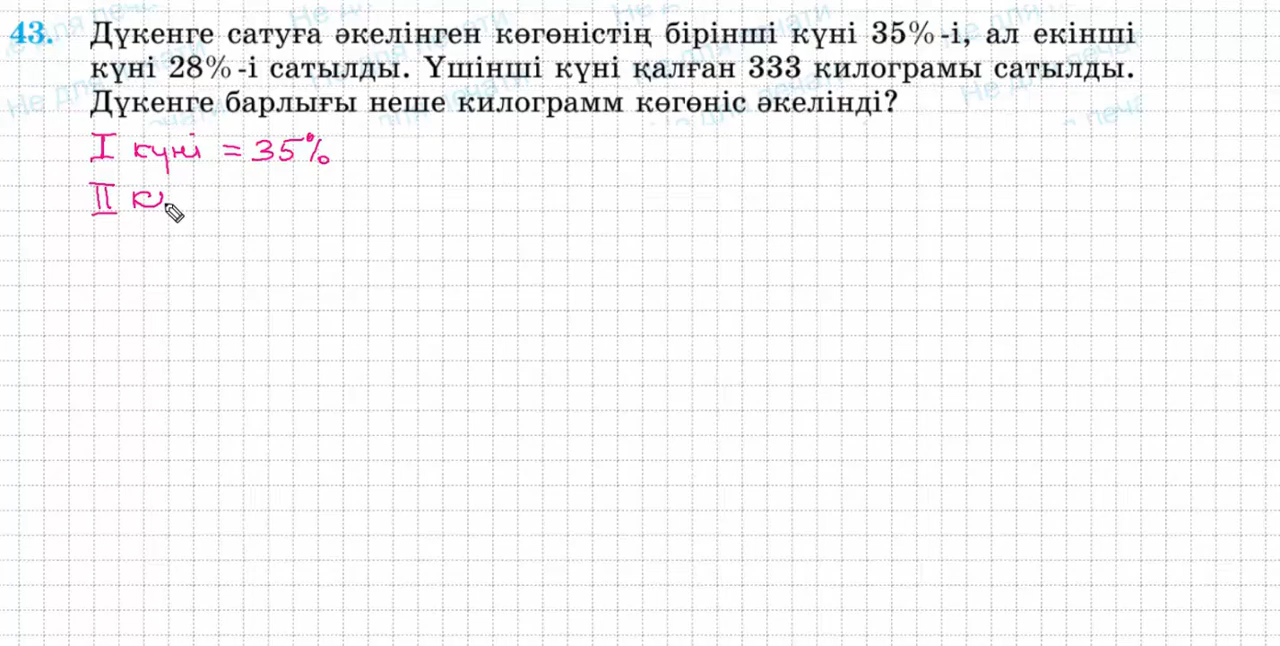 43. Дүкенге сатуға әкелінген көгөністің бірінші күні 35%-і, ал екінші
күні 28%-і сатылды. Үшінші күні қалған 333 килограмы сатылды.
Дүкенге барлығы неше килограмм көгөніс әкелінді?
I күні = 35%
II к